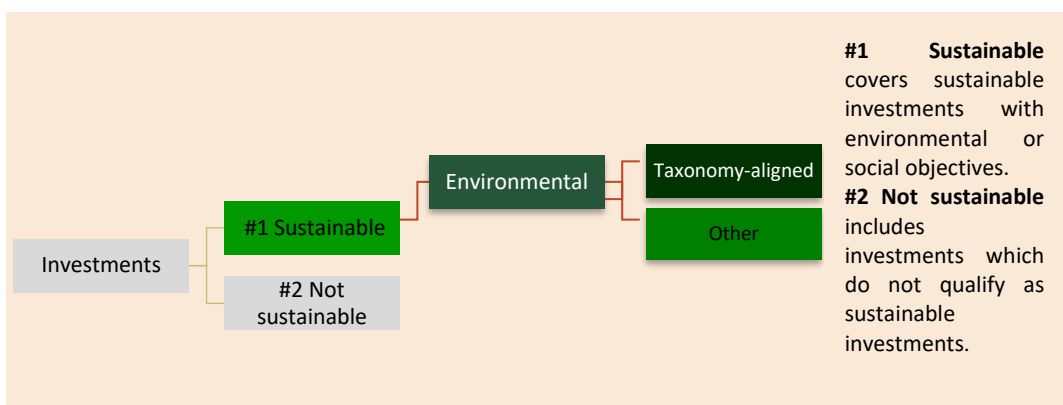 Investments
#1 Sustainable
#2 Not
sustainable
Environmental
Taxonomy-aligned
Other
#1 Sustainable
covers sustainable
investments with
environmental or
social objectives.
#2 Not sustainable
includes
investments which
do not qualify as
sustainable
investments.